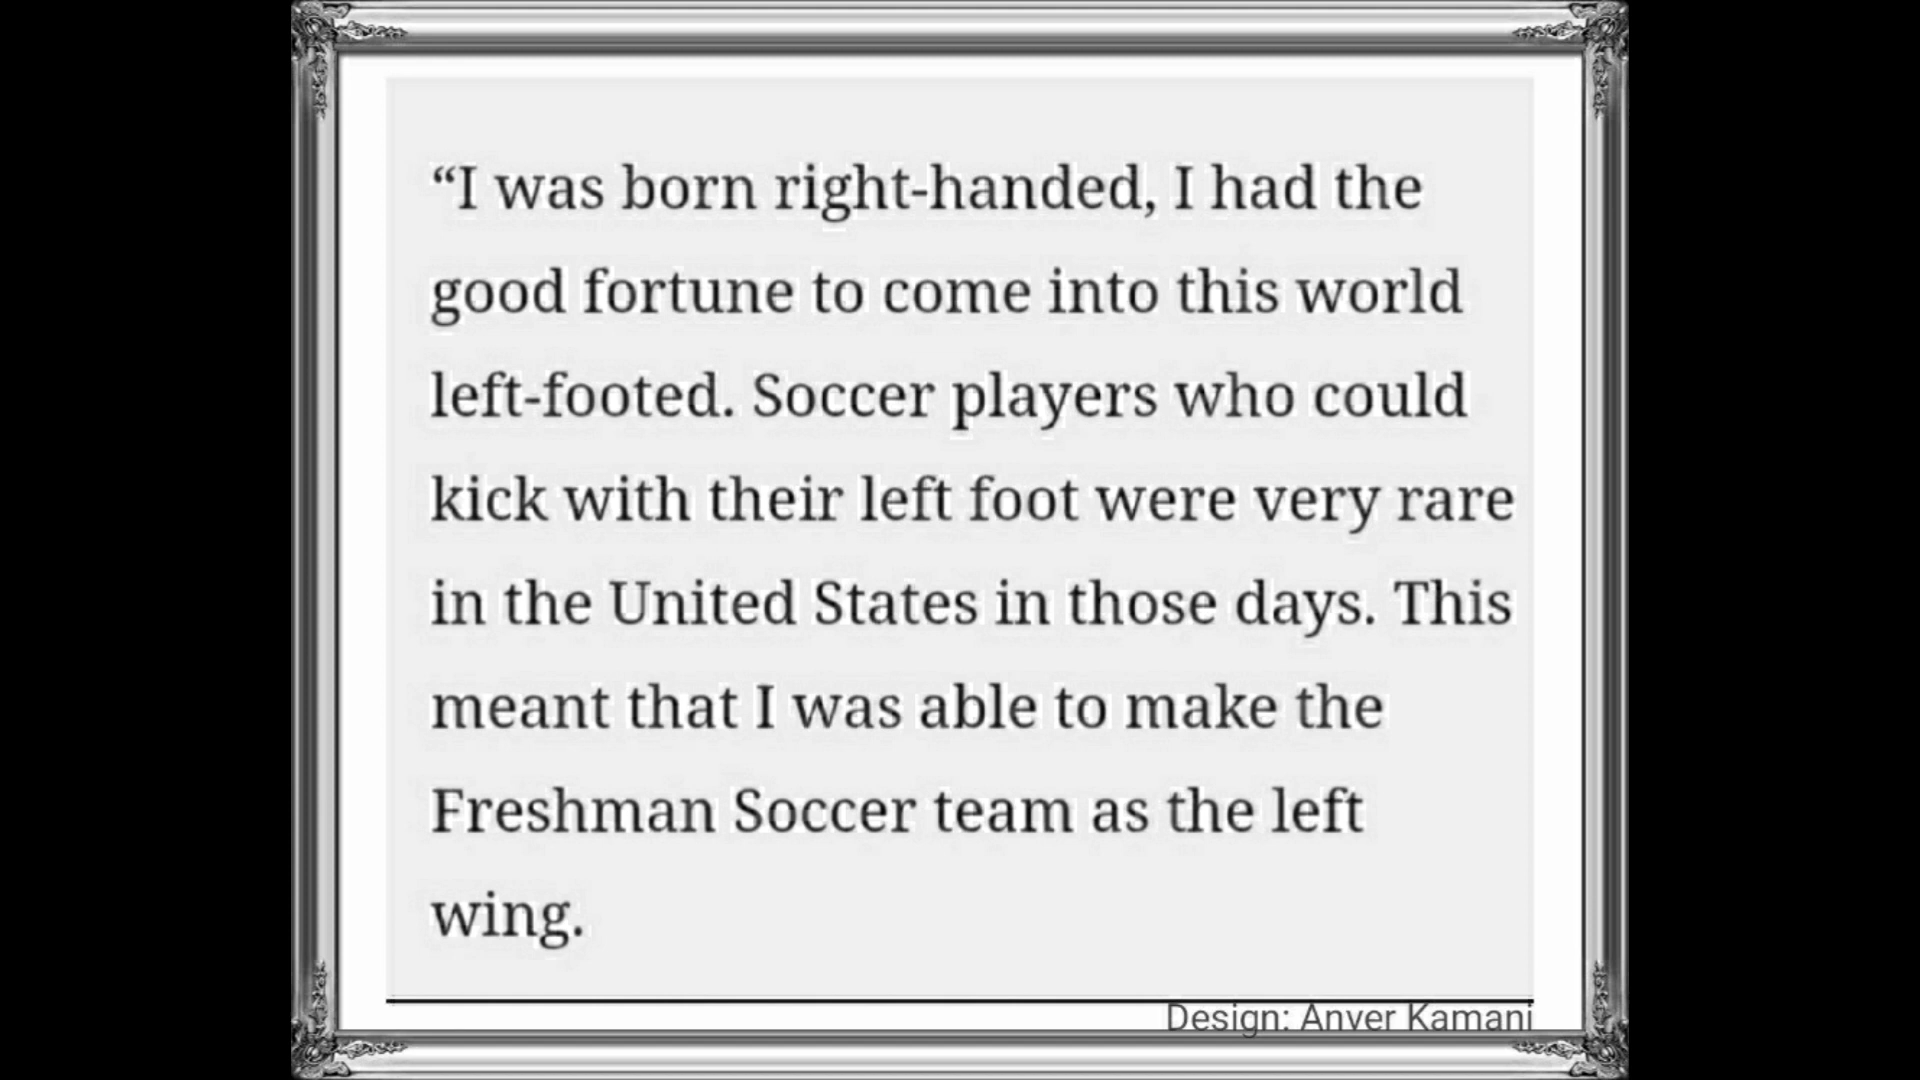 “I was born right-handed, I had the
good fortune to come into this world
left-footed. Soccer players who could
kick with their left foot were very rare
in the United States in those days. This
meant that I was able to make the
Freshman Soccer team as the left
wing.
Design: Anver Kamani